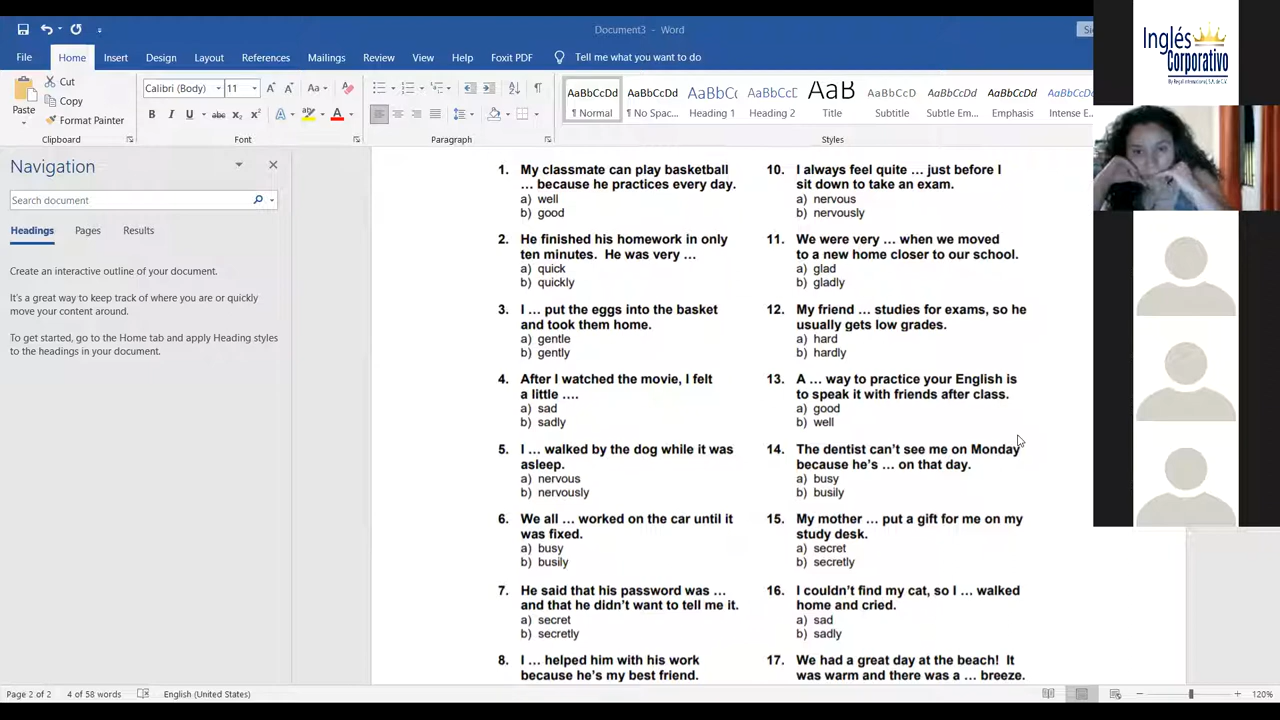 Document3 - Word
File Home Insert Design Layout References Mailings Review View Help Foxit PDF Tell me what you want to do
Paste
Cut
Copy
Format Painter
Clipboard
Calibri (Body) 11
Font
Paragraph
AaBbCcDd AaBbCcDd AaBbCc AaBbCcC AaB AaBbCcD AaBbCcDd AaBbCcDd AaBbCcDd
¶ Normal ¶ No Spac... Heading 1 Heading 2 Title Subtitle Subtle Em... Emphasis Intense E...
Styles
Inglés
Corporativo
Navigation
Search document
Headings Pages Results
Create an interactive outline of your document.
It's a great way to keep track of where you are or quickly
move your content around.
To get started, go to the Home tab and apply Heading styles
to the headings in your document.
1. My classmate can play basketball
… because he practices every day.
a) well
b) good
2. He finished his homework in only
ten minutes. He was very …
a) quick
b) quickly
3. I … put the eggs into the basket
and took them home.
a) gentle
b) gently
4. After I watched the movie, I felt
a little ….
a) sad
b) sadly
5. I … walked by the dog while it was
asleep.
a) nervous
b) nervously
6. We all … worked on the car until it
was fixed.
a) busy
b) busily
7. He said that his password was …
and that he didn't want to tell me it.
a) secret
b) secretly
8. I … helped him with his work
because he's my best friend.
10. I always feel quite … just before I
sit down to take an exam.
a) nervous
b) nervously
11. We were very … when we moved
to a new home closer to our school.
a) glad
b) gladly
12. My friend … studies for exams, so he
usually gets low grades.
a) hard
b) hardly
13. A … way to practice your English is
to speak it with friends after class.
a) good
b) well
14. The dentist can't see me on Monday
because he's … on that day.
a) busy
b) busily
15. My mother … put a gift for me on my
study desk.
a) secret
b) secretly
16. I couldn't find my cat, so I … walked
home and cried.
a) sad
b) sadly
17. We had a great day at the beach! It
was warm and there was a … breeze.
Page 2 of 2 4 of 58 words English (United States) 120%